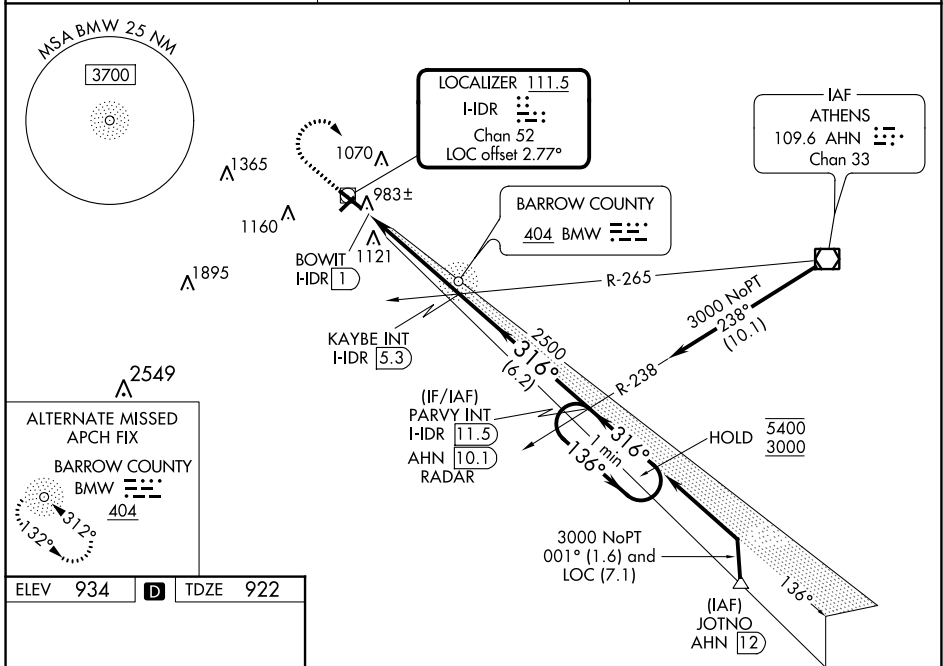 MSA BMW 25 NM
3700
LOCALIZER 111.5
I-IDR
Chan 52
LOC offset 2.77°
IAF
ATHENS
109.6 AHN
Chan 33
1365
1070
983±
1160
1121
1895
BARROW COUNTY
404 BMW
BOWIT
I-IDR 1
R-265
3000 NoPT
238°
(10.1)
KAYBE INT
I-IDR 5.3
2500
316°
(6.2)
R-238
2549
(IF/IAF)
PARVY INT
I-IDR 11.5
AHN 10.1
RADAR
316°
1 min
136°
HOLD
5400
3000
ALTERNATE MISSED
APCH FIX
BARROW COUNTY
BMW
404
312°
132°
3000 NoPT
001° (1.6) and
LOC (7.1)
136°
(IAF)
JOTNO
AHN 12
ELEV 934 D TDZE 922